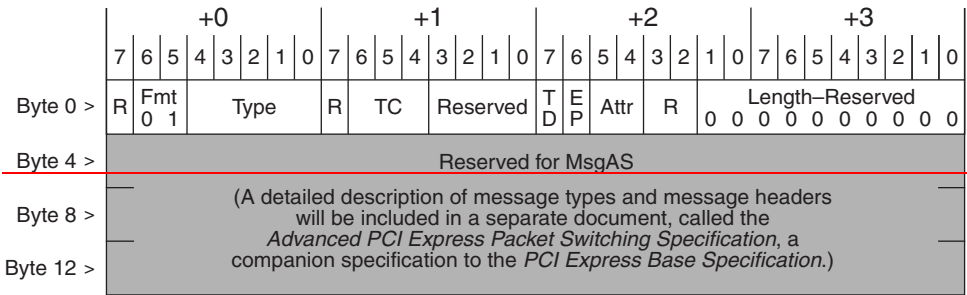 +0 +1 +2 +3
7 6 5 4 3 2 1 0 7 6 5 4 3 2 1 0 7 6 5 4 3 2 1 0 7 6 5 4 3 2 1 0
Byte 0 > R Fmt 0 1 Type R TC Reserved TD EP Attr R Length–Reserved
0 0 0 0 0 0 0 0 0 0
Byte 4 > Reserved for MsgAS
(A detailed description of message types and message headers
Byte 8 > will be included in a separate document, called the
Advanced PCI Express Packet Switching Specification, a
Byte 12 > companion specification to the PCI Express Base Specification.)